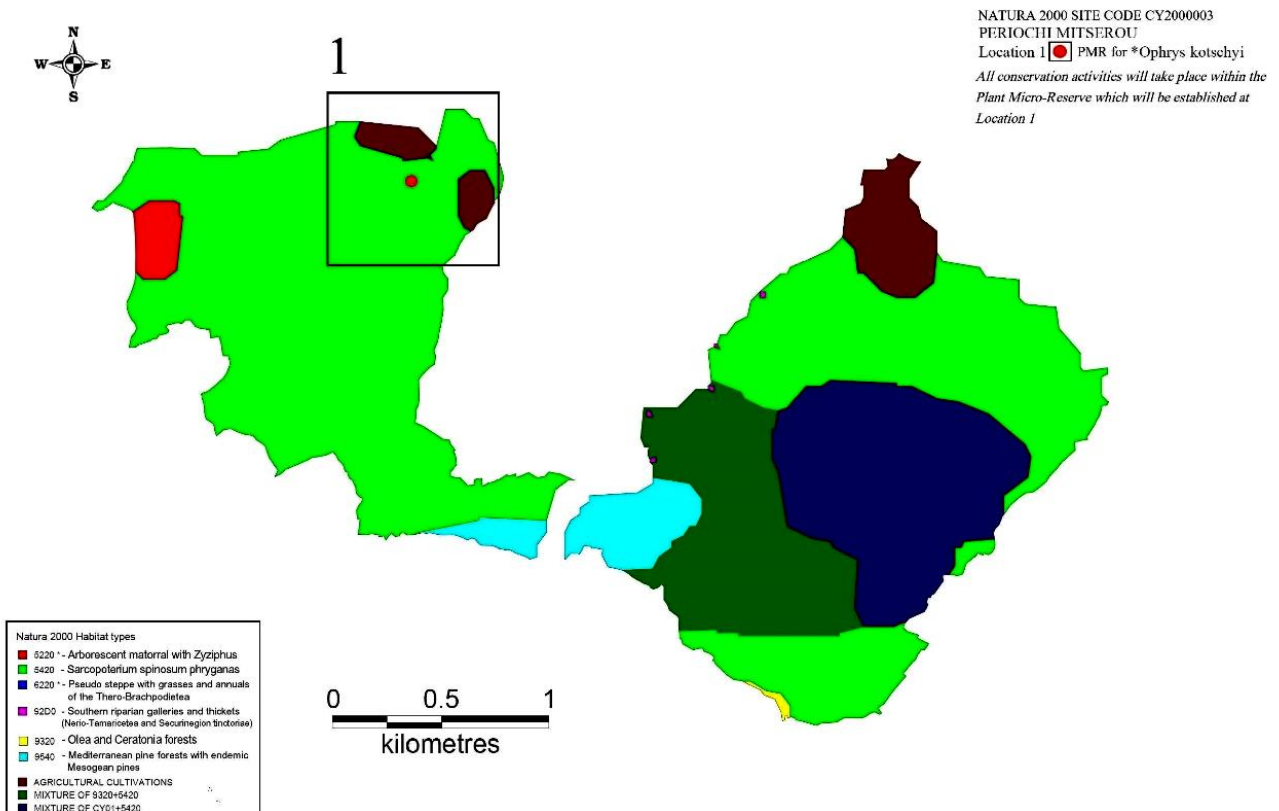 NATURA 2000 SITE CODE CY2000003
PERIOCHI MITSEROU
Location 1 PMR for *Ophrys kotschyi
All conservation activities will take place within the
Plant Micro-Reserve which will be established at
Location 1
N
W E
S
1
0 0.5 1
kilometres
Natura 2000 Habitat types
5220 * - Arborescent matorral with Zyziphus
5420 - Sarcopoterium spinosum phryganas
6220 * - Pseudo steppe with grasses and annuals
of the Thero-Brachpodietea
92D0 - Southern riparian galleries and thickets
(Nerio-Tamaricetea and Securinegion tinctoriae)
9320 - Olea and Ceratonia forests
9540 - Mediterranean pine forests with endemic
Mesogean pines
AGRICULTURAL CULTIVATIONS
MIXTURE OF 9320+5420
MIXTURE OF CY01+5420